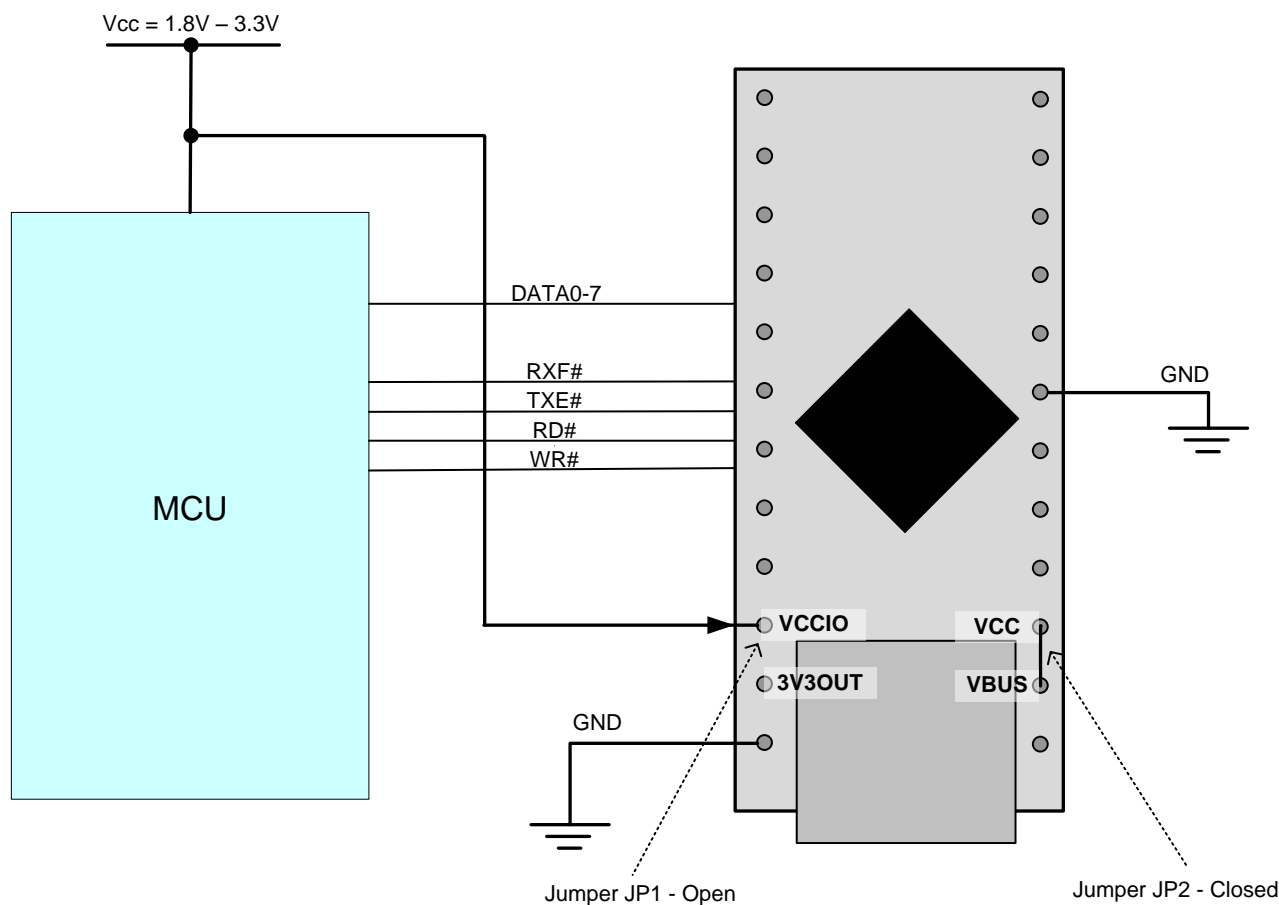 Vcc = 1.8V – 3.3V
DATA0-7
RXF#
TXE#
RD#
WR#
GND
MCU
VCCIO
VCC
3V3OUT
VBUS
GND
Jumper JP1 - Open
Jumper JP2 - Closed